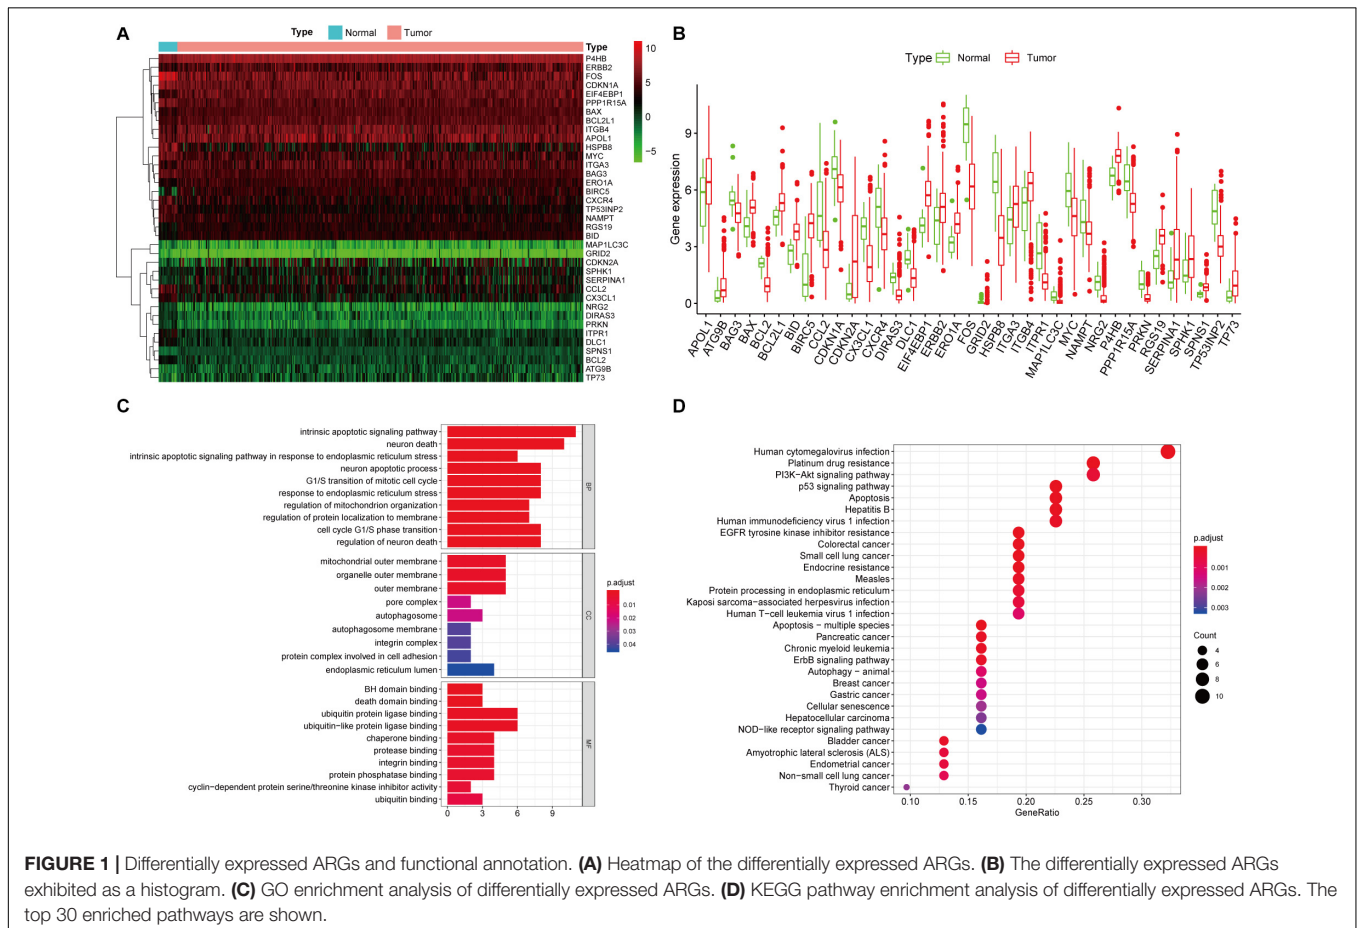 A
Type Normal Tumor
Type
P4HB
ERBB2
FOS
CDKN1A
EIF4EBP1
PPP1R15A
BAX
BCL2L1
ITGB4
APOL1
HSPB8
MYC
ITGA3
BAG3
ERO1A
BIRC5
CXCR4
TP53INP2
NAMPT
RGS19
BID
MAP1LC3C
GRID2
CDKN2A
SPHK1
SERPINA1
CCL2
CX3CL1
NRG2
DIRAS3
PRKN
ITPR1
DLC1
SPNS1
BCL2
ATG9B
TP73
10
5
0
−5
B
Type Normal Tumor
Gene expression
9
6
3
0
APOL1
ATG9B
BAG3
BAX
BCL2
BCL2L1
BID
BIRC5
CCL2
CDKN1A
CDKN2A
CX3CL1
CXCR4
DIRAS3
DLC1
EIF4EBP1
ERBB2
ERO1A
FOS
GRID2
HSPB8
ITGA3
ITGB4
ITPR1
MAP1LC3C
MYC
NAMPT
NRG2
P4HB
PPP1R15A
PRKN
RGS19
SERPINA1
SPHK1
SPNS1
TP53INP2
TP73
C
intrinsic apoptotic signaling pathway
neuron death
intrinsic apoptotic signaling pathway in response to endoplasmic reticulum stress
neuron apoptotic process
G1/S transition of mitotic cell cycle
response to endoplasmic reticulum stress
regulation of mitochondrion organization
regulation of protein localization to membrane
cell cycle G1/S phase transition
regulation of neuron death
BP
mitochondrial outer membrane
organelle outer membrane
outer membrane
pore complex
autophagosome
autophagosome membrane
integrin complex
protein complex involved in cell adhesion
endoplasmic reticulum lumen
CC
BH domain binding
death domain binding
ubiquitin protein ligase binding
ubiquitin−like protein ligase binding
chaperone binding
protease binding
integrin binding
protein phosphatase binding
cyclin−dependent protein serine/threonine kinase inhibitor activity
ubiquitin binding
MF
0 3 6 9
p.adjust
0.01
0.02
0.03
0.04
D
Human cytomegalovirus infection
Platinum drug resistance
PI3K−Akt signaling pathway
p53 signaling pathway
Apoptosis
Hepatitis B
Human immunodeficiency virus 1 infection
EGFR tyrosine kinase inhibitor resistance
Colorectal cancer
Small cell lung cancer
Endocrine resistance
Measles
Protein processing in endoplasmic reticulum
Kaposi sarcoma−associated herpesvirus infection
Human T−cell leukemia virus 1 infection
Apoptosis − multiple species
Pancreatic cancer
Chronic myeloid leukemia
ErbB signaling pathway
Autophagy − animal
Breast cancer
Gastric cancer
Cellular senescence
Hepatocellular carcinoma
NOD−like receptor signaling pathway
Bladder cancer
Amyotrophic lateral sclerosis (ALS)
Endometrial cancer
Non−small cell lung cancer
Thyroid cancer
0.10 0.15 0.20 0.25 0.30
GeneRatio
p.adjust
0.001
0.002
0.003
Count
4
6
8
10
FIGURE 1 | Differentially expressed ARGs and functional annotation. (A) Heatmap of the differentially expressed ARGs. (B) The differentially expressed ARGs
exhibited as a histogram. (C) GO enrichment analysis of differentially expressed ARGs. (D) KEGG pathway enrichment analysis of differentially expressed ARGs. The
top 30 enriched pathways are shown.